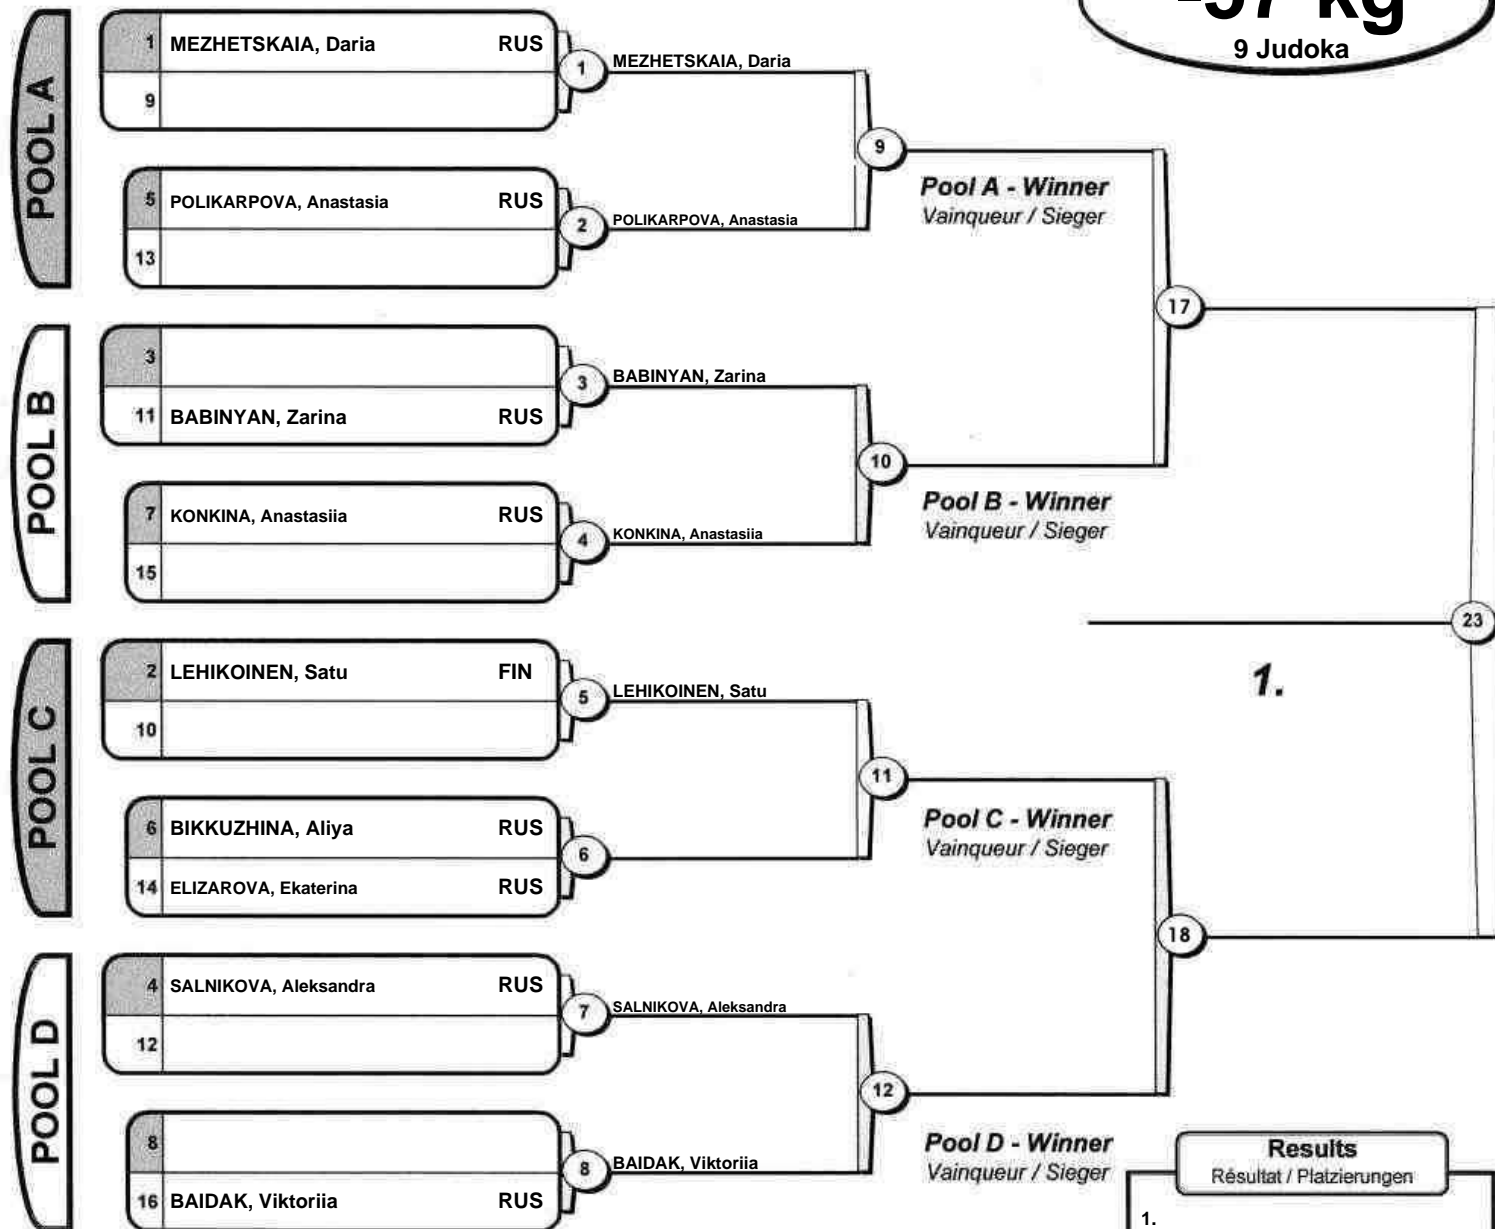 -57 kg
9 Judoka
POOL A
1 MEZHETSKAIA, Daria RUS
9
1
MEZHETSKAIA, Daria
5 POLIKARPOVA, Anastasia RUS
13
2
POLIKARPOVA, Anastasia
9
Pool A - Winner
Vainqueur / Sieger
POOL B
3
11 BABINYAN, Zarina RUS
3
BABINYAN, Zarina
7 KONKINA, Anastasiia RUS
15
4
KONKINA, Anastasiia
10
Pool B - Winner
Vainqueur / Sieger
17
POOL C
2 LEHIKOINEN, Satu FIN
10
5
LEHIKOINEN, Satu
6 BIKKUZHINA, Aliya RUS
14 ELIZAROVA, Ekaterina RUS
6
11
Pool C - Winner
Vainqueur / Sieger
POOL D
4 SALNIKOVA, Aleksandra RUS
12
7
SALNIKOVA, Aleksandra
8
16 BAIDAK, Viktoriia RUS
8
BAIDAK, Viktoriia
12
Pool D - Winner
Vainqueur / Sieger
18
23
1.
Results
Résultat / Platzierungen
1.